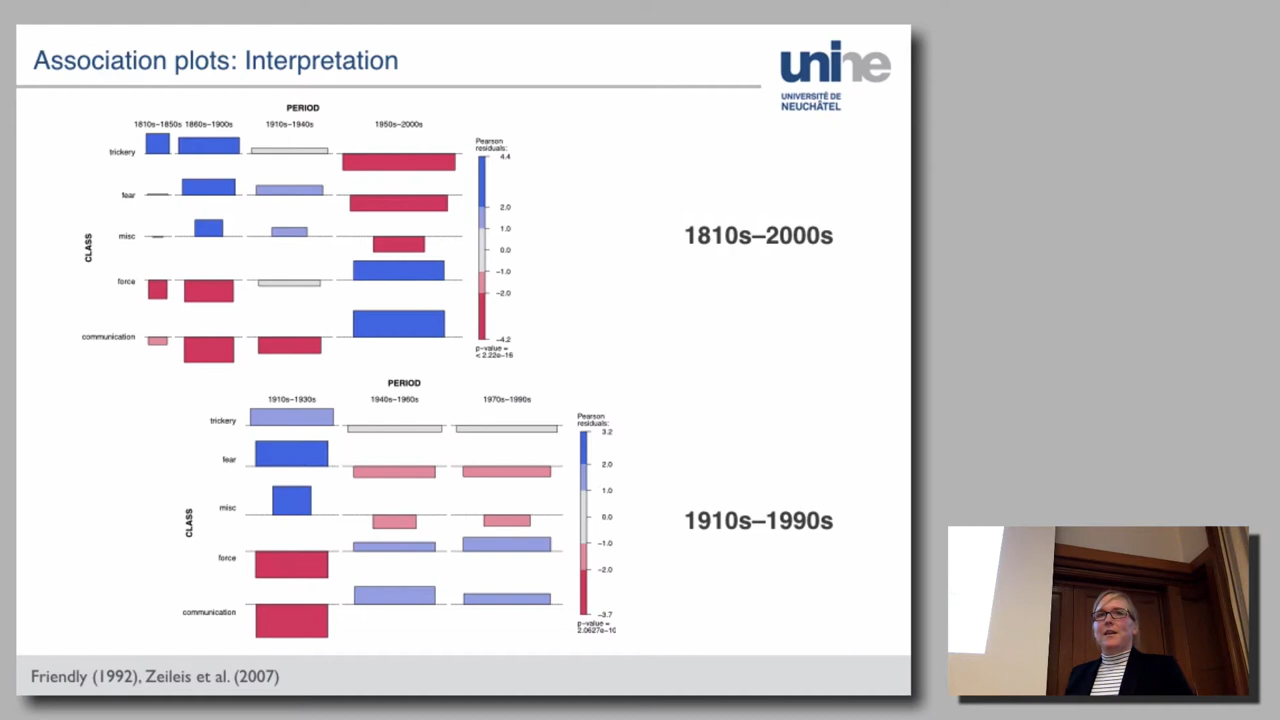 Association plots: Interpretation
unine
UNIVERSITÉ DE
NEUCHÂTEL
PERIOD
1810s–1850s 1860s–1900s 1910s–1940s 1950s–2000s
CLASS
trickery
fear
misc
force
communication
Pearson
residuals:
4.4
2.0
1.0
0.0
−1.0
−2.0
−4.2
p-value =
< 2.22e-16
1810s–2000s
PERIOD
1910s–1930s 1940s–1960s 1970s–1990s
CLASS
trickery
fear
misc
force
communication
Pearson
residuals:
3.2
2.0
1.0
0.0
−1.0
−2.0
−3.7
p-value =
2.0627e-10
1910s–1990s
Friendly (1992), Zeileis et al. (2007)